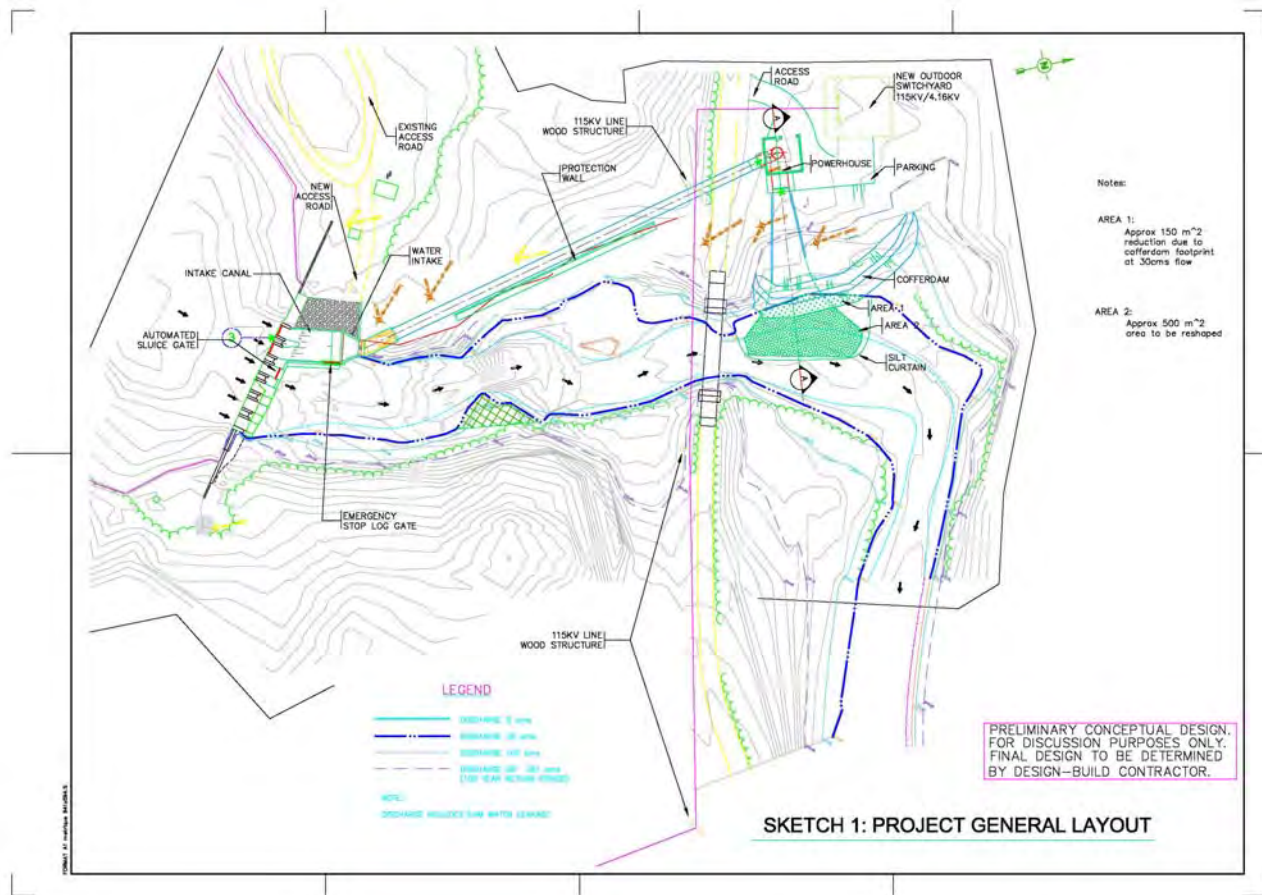 ACCESS
ROAD
NEW OUTDOOR
SWITCHYARD
115KV/4.16KV
115KV LINE
WOOD STRUCTURE
EXISTING
ACCESS
ROAD
PROTECTION
WALL
POWERHOUSE
PARKING
NEW
ACCESS
ROAD
WATER
INTAKE
INTAKE CANAL
COFFERDAM
AREA 1
AREA 2
AUTOMATED
SLUICE GATE
SILT
CURTAIN
A
A
N
EMERGENCY
STOP LOG GATE
115KV LINE
WOOD STRUCTURE
Notes:
AREA 1:
Approx 150 m^2
reduction due to
cofferdam footprint
at 30cms flow
AREA 2:
Approx 500 m^2
area to be reshaped
LEGEND
NOTE:
PRELIMINARY CONCEPTUAL DESIGN.
FOR DISCUSSION PURPOSES ONLY.
FINAL DESIGN TO BE DETERMINED
BY DESIGN-BUILD CONTRACTOR.
SKETCH 1: PROJECT GENERAL LAYOUT